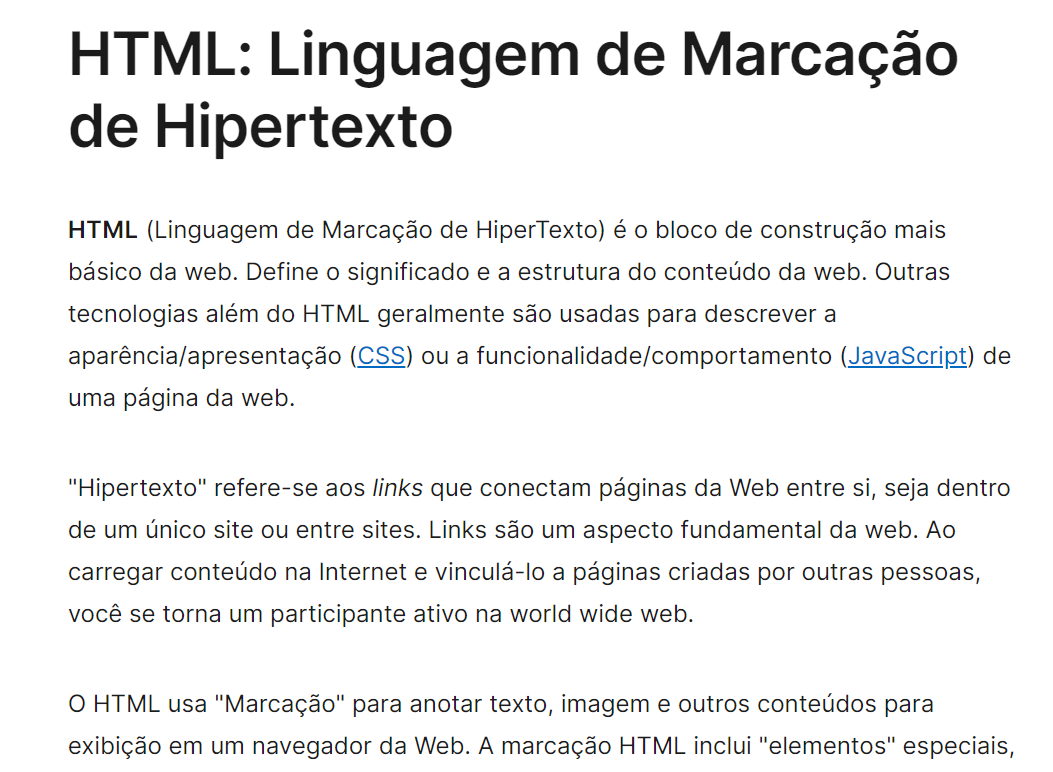 HTML: Linguagem de Marcação
de Hipertexto
HTML (Linguagem de Marcação de HiperTexto) é o bloco de construção mais
básico da web. Define o significado e a estrutura do conteúdo da web. Outras
tecnologias além do HTML geralmente são usadas para descrever a
aparência/apresentação (CSS) ou a funcionalidade/comportamento (JavaScript) de
uma página da web.
"Hipertexto" refere-se aos links que conectam páginas da Web entre si, seja dentro
de um único site ou entre sites. Links são um aspecto fundamental da web. Ao
carregar conteúdo na Internet e vinculá-lo a páginas criadas por outras pessoas,
você se torna um participante ativo na world wide web.
O HTML usa "Marcação" para anotar texto, imagem e outros conteúdos para
exibição em um navegador da Web. A marcação HTML inclui "elementos" especiais,